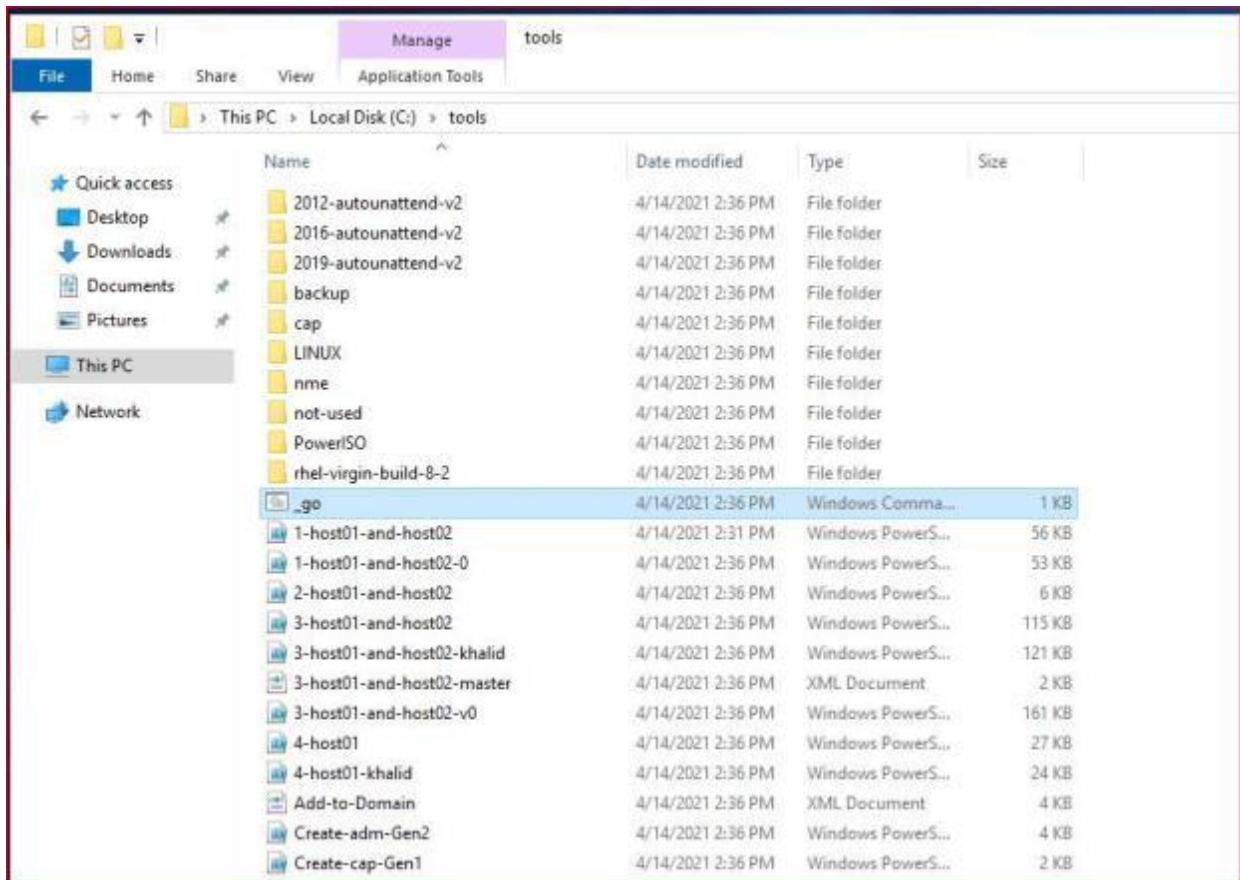 Manage tools
File Home Share View Application Tools
This PC Local Disk (C:) tools
Quick access
Desktop
Downloads
Documents
Pictures
This PC
Network
Name Date modified Type Size
2012-autounattend-v2 4/14/2021 2:36 PM File folder
2016-autounattend-v2 4/14/2021 2:36 PM File folder
2019-autounattend-v2 4/14/2021 2:36 PM File folder
backup 4/14/2021 2:36 PM File folder
cap 4/14/2021 2:36 PM File folder
LINUX 4/14/2021 2:36 PM File folder
nme 4/14/2021 2:36 PM File folder
not-used 4/14/2021 2:36 PM File folder
PowerISO 4/14/2021 2:36 PM File folder
rhel-virgin-build-8-2 4/14/2021 2:36 PM File folder
_go 4/14/2021 2:36 PM Windows Comma... 1 KB
1-host01-and-host02 4/14/2021 2:31 PM Windows PowerS... 56 KB
1-host01-and-host02-0 4/14/2021 2:36 PM Windows PowerS... 53 KB
2-host01-and-host02 4/14/2021 2:36 PM Windows PowerS... 6 KB
3-host01-and-host02 4/14/2021 2:36 PM Windows PowerS... 115 KB
3-host01-and-host02-khalid 4/14/2021 2:36 PM Windows PowerS... 121 KB
3-host01-and-host02-master 4/14/2021 2:36 PM XML Document 2 KB
3-host01-and-host02-v0 4/14/2021 2:36 PM Windows PowerS... 161 KB
4-host01 4/14/2021 2:36 PM Windows PowerS... 27 KB
4-host01-khalid 4/14/2021 2:36 PM Windows PowerS... 24 KB
Add-to-Domain 4/14/2021 2:36 PM XML Document 4 KB
Create-adm-Gen2 4/14/2021 2:36 PM Windows PowerS... 4 KB
Create-cap-Gen1 4/14/2021 2:36 PM Windows PowerS... 2 KB